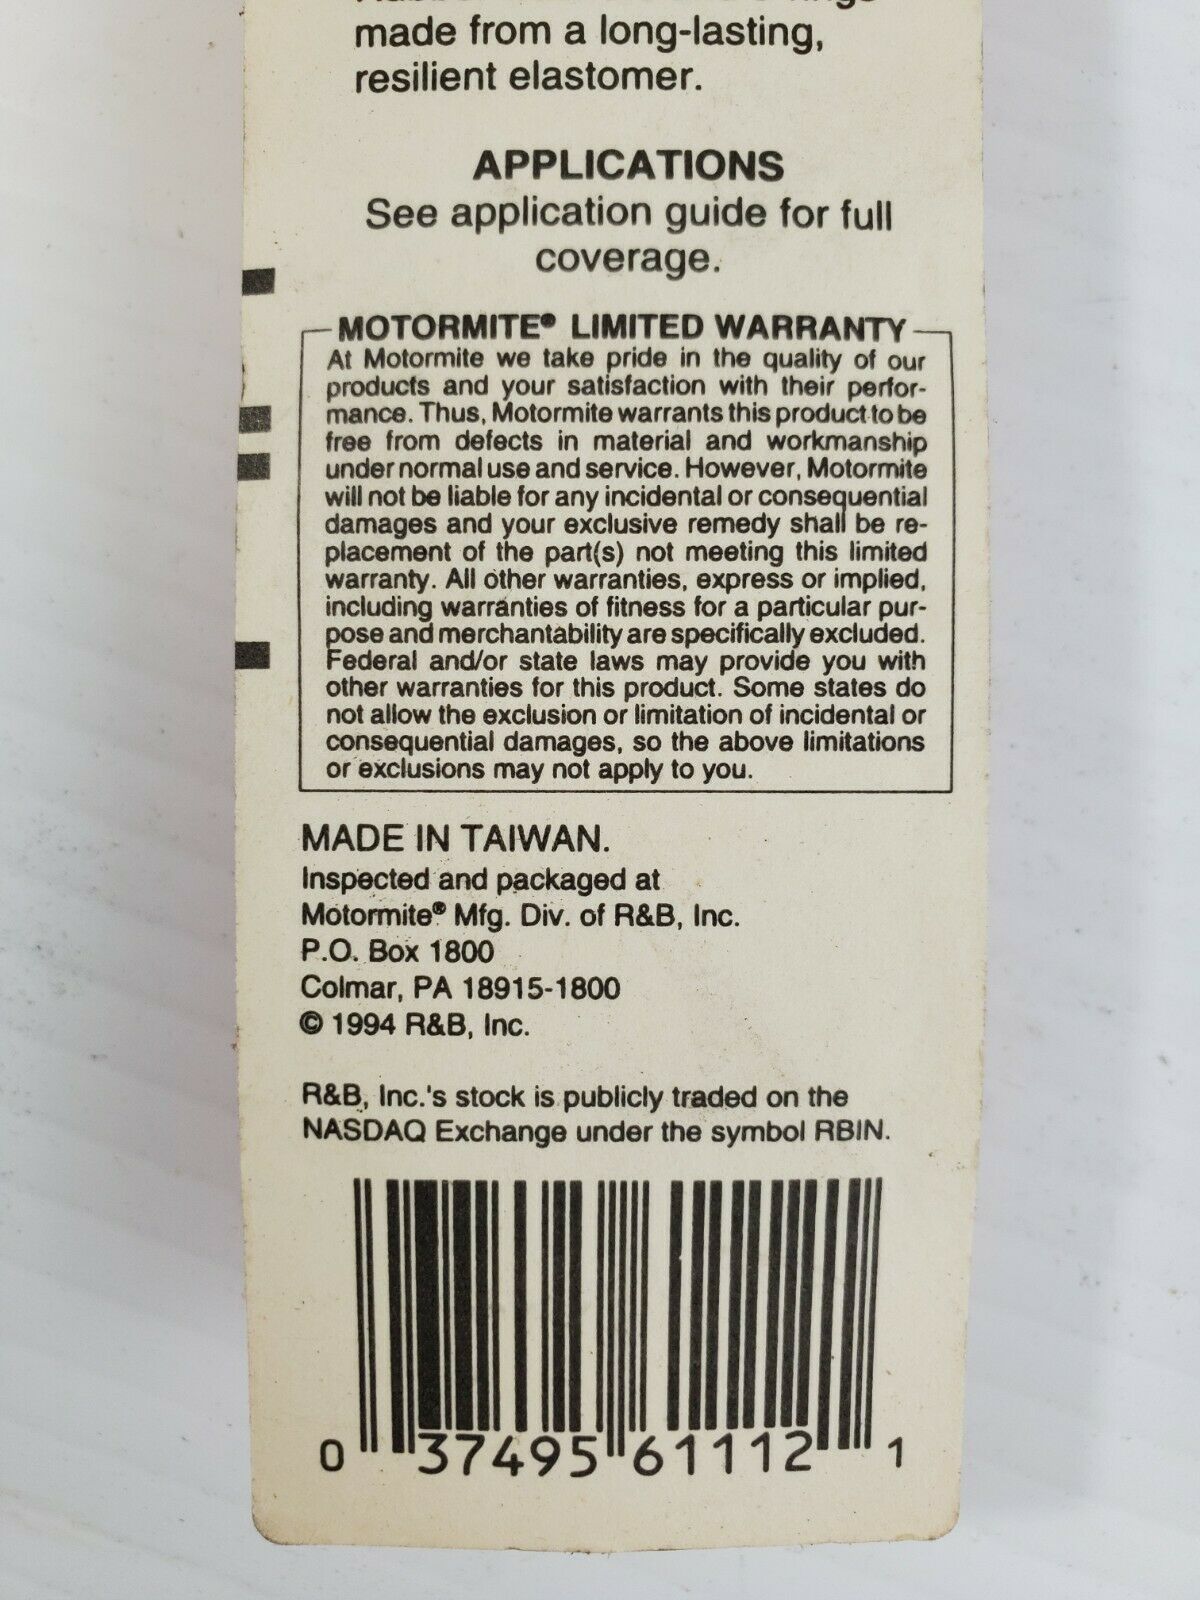 made from a long-lasting,
resilient elastomer.
APPLICATIONS
See application guide for full
coverage.
MOTORMITE® LIMITED WARRANTY
At Motormite we take pride in the quality of our
products and your satisfaction with their perfor-
mance. Thus, Motormite warrants this product to be
free from defects in material and workmanship
under normal use and service. However, Motormite
will not be liable for any incidental or consequential
damages and your exclusive remedy shall be re-
placement of the part(s) not meeting this limited
warranty. All other warranties, express or implied,
including warranties of fitness for a particular pur-
pose and merchantability are specifically excluded.
Federal and/or state laws may provide you with
other warranties for this product. Some states do
not allow the exclusion or limitation of incidental or
consequential damages, so the above limitations
or exclusions may not apply to you.
MADE IN TAIWAN.
Inspected and packaged at
Motormite® Mfg. Div. of R&B, Inc.
P.O. Box 1800
Colmar, PA 18915-1800
© 1994 R&B, Inc.
R&B, Inc.'s stock is publicly traded on the
NASDAQ Exchange under the symbol RBIN.
0 37495 61112 1